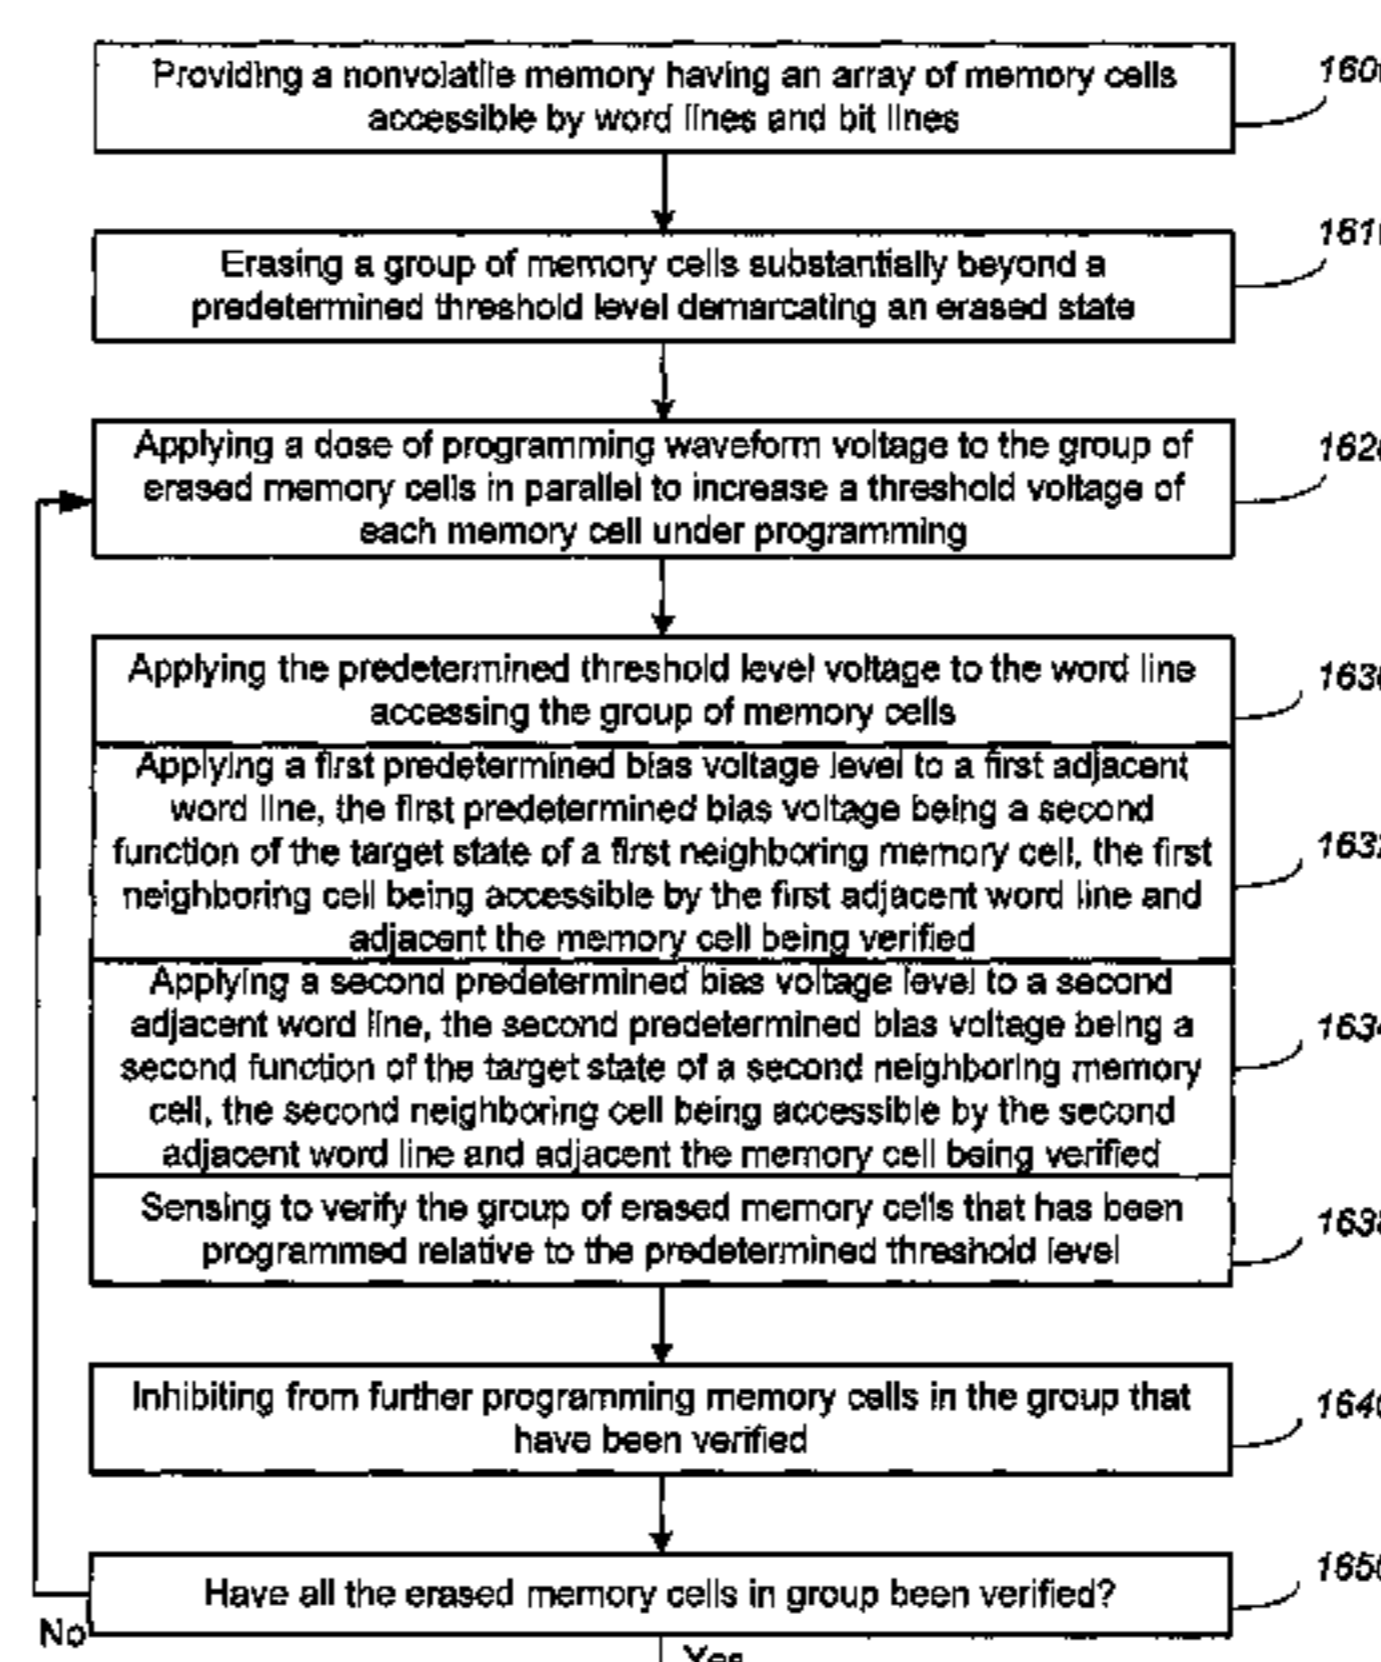 Providing a nonvolatile memory having an array of memory cells
accessible by word lines and bit lines
Erasing a group of memory cells substantially beyond a
predetermined threshold level demarcating an erased state
Applying a dose of programming waveform voltage to the group of
erased memory cells in parallel to increase a threshold voltage of
each memory cell under programming
Applying the predetermined threshold level voltage to the word line
accessing the group of memory cells
Applying a first predetermined bias voltage level to a first adjacent
word line, the first predetermined bias voltage being a second
function of the target state of a first neighboring memory cell, the first
neighboring cell being accessible by the first adjacent word line and
adjacent the memory cell being verified
Applying a second predetermined bias voltage level to a second
adjacent word line, the second predetermined bias voltage being a
second function of the target state of a second neighboring memory
cell, the second neighboring cell being accessible by the second
adjacent word line and adjacent the memory cell being verified
Sensing to verify the group of erased memory cells that has been
programmed relative to the predetermined threshold level
Inhibiting from further programming memory cells in the group that
have been verified
Have all the erased memory cells in group been verified?
No
Yes